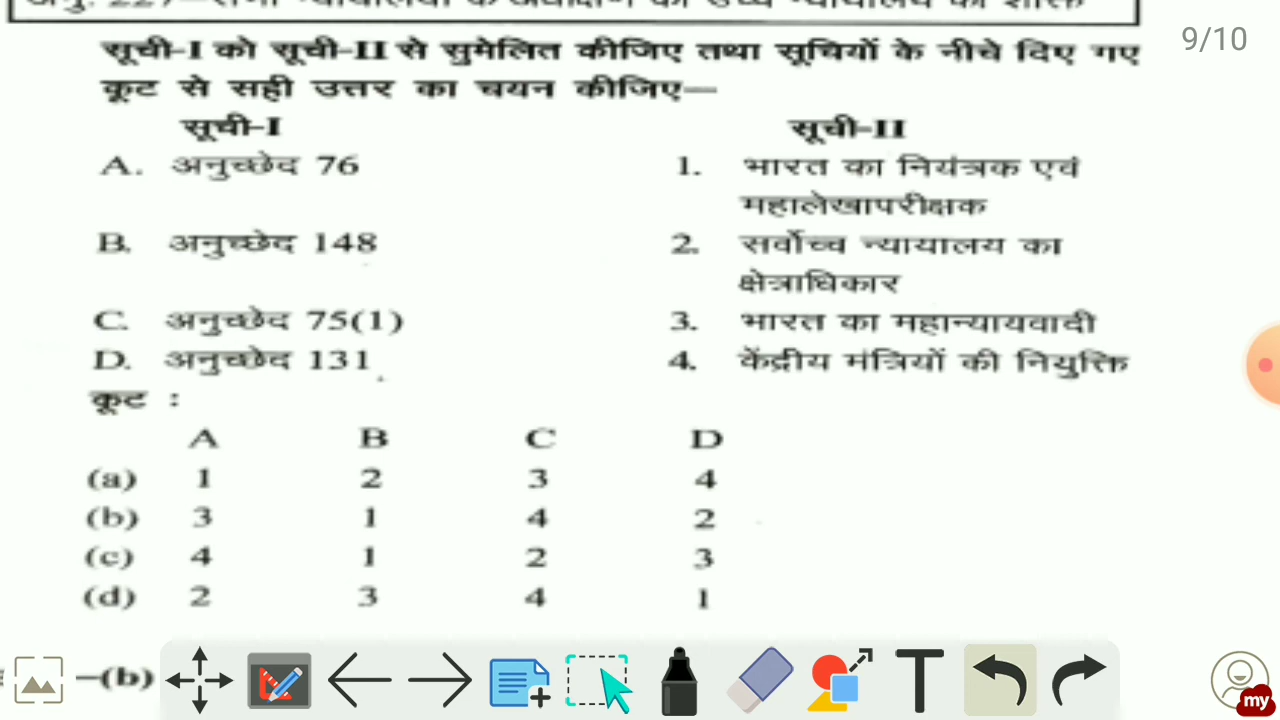 9/10
सूची-I को सूची-II से सुमेलित कीजिए तथा सूचियों के नीचे दिए गए
कूट से सही उत्तर का चयन कीजिए—
सूची-I सूची-II
A. अनुच्छेद 76 1. भारत का नियंत्रक एवं
महालेखापरीक्षक
B. अनुच्छेद 148 2. सर्वोच्च न्यायालय का
क्षेत्राधिकार
C. अनुच्छेद 75(1) 3. भारत का महान्यायवादी
D. अनुच्छेद 131 4. केंद्रीय मंत्रियों की नियुक्ति
कूट :
A B C D
(a) 1 2 3 4
(b) 3 1 4 2
(c) 4 1 2 3
(d) 2 3 4 1
—(b)
T
my